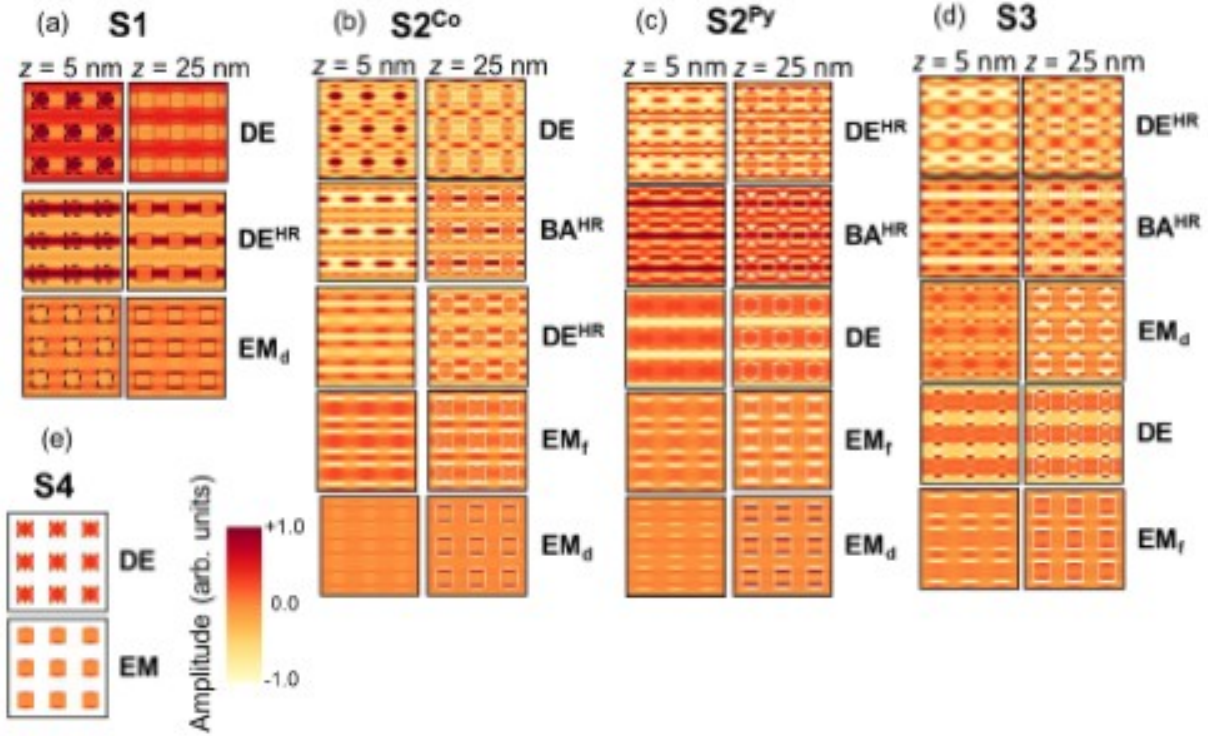 (a) S1
z = 5 nm z = 25 nm
DE
DE^HR
EM_d
(b) S2^Co
z = 5 nm z = 25 nm
DE
BA^HR
DE^HR
EM_f
EM_d
(c) S2^Py
z = 5 nm z = 25 nm
DE^HR
BA^HR
DE
EM_f
EM_d
(d) S3
z = 5 nm z = 25 nm
DE^HR
BA^HR
EM_d
DE
EM_f
(e)
S4
DE
EM
Amplitude (arb. units)
+1.0
0.0
-1.0